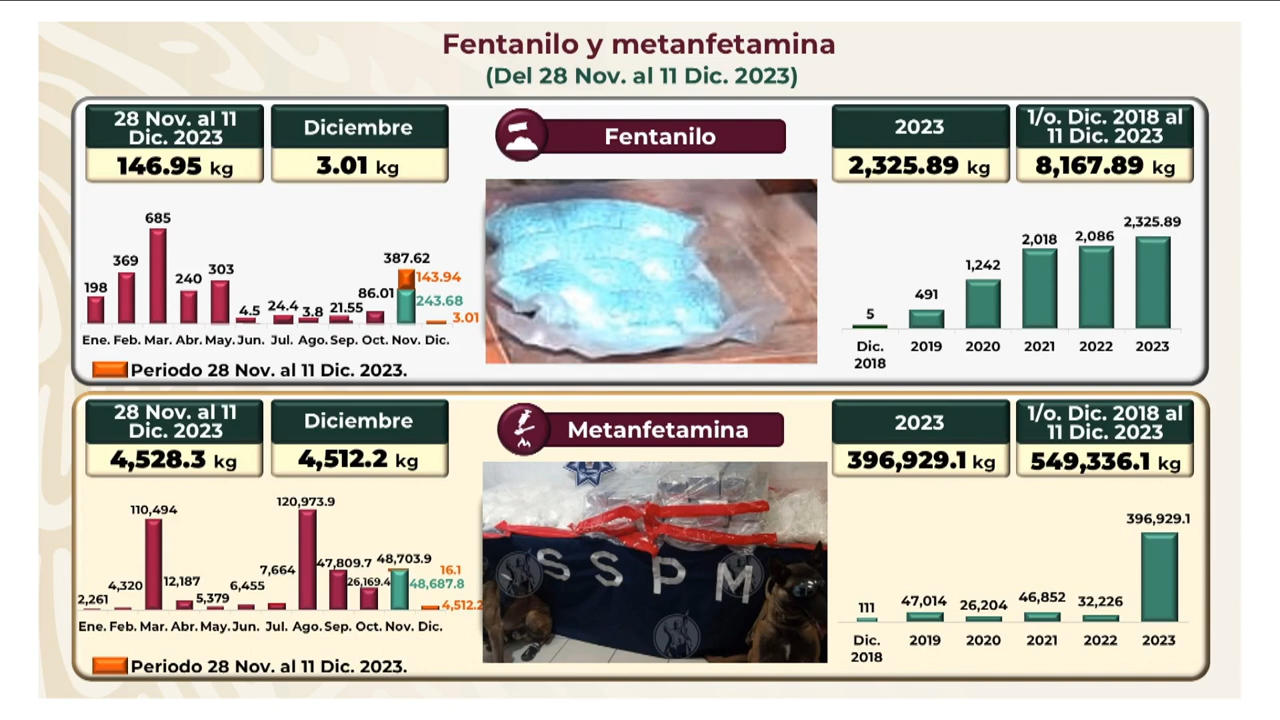 Fentanilo y metanfetamina
(Del 28 Nov. al 11 Dic. 2023)
28 Nov. al 11
Dic. 2023
146.95 kg
Diciembre
3.01 kg
Fentanilo
2023
2,325.89 kg
1/o. Dic. 2018 al
11 Dic. 2023
8,167.89 kg
198
369
685
240
303
4.5
24.4
3.8
21.55
86.01
387.62
143.94
243.68
3.01
Ene. Feb. Mar. Abr. May. Jun. Jul. Ago. Sep. Oct. Nov. Dic.
Periodo 28 Nov. al 11 Dic. 2023.
5
491
1,242
2,018
2,086
2,325.89
Dic.
2018
2019
2020
2021
2022
2023
28 Nov. al 11
Dic. 2023
4,528.3 kg
Diciembre
4,512.2 kg
Metanfetamina
2023
396,929.1 kg
1/o. Dic. 2018 al
11 Dic. 2023
549,336.1 kg
2,261
4,320
110,494
12,187
5,379
6,455
7,664
120,973.9
47,809.7
26,169.4
48,703.9
16.1
48,687.8
4,512.2
Ene. Feb. Mar. Abr. May. Jun. Jul. Ago. Sep. Oct. Nov. Dic.
Periodo 28 Nov. al 11 Dic. 2023.
SSPM
111
47,014
26,204
46,852
32,226
396,929.1
Dic.
2018
2019
2020
2021
2022
2023